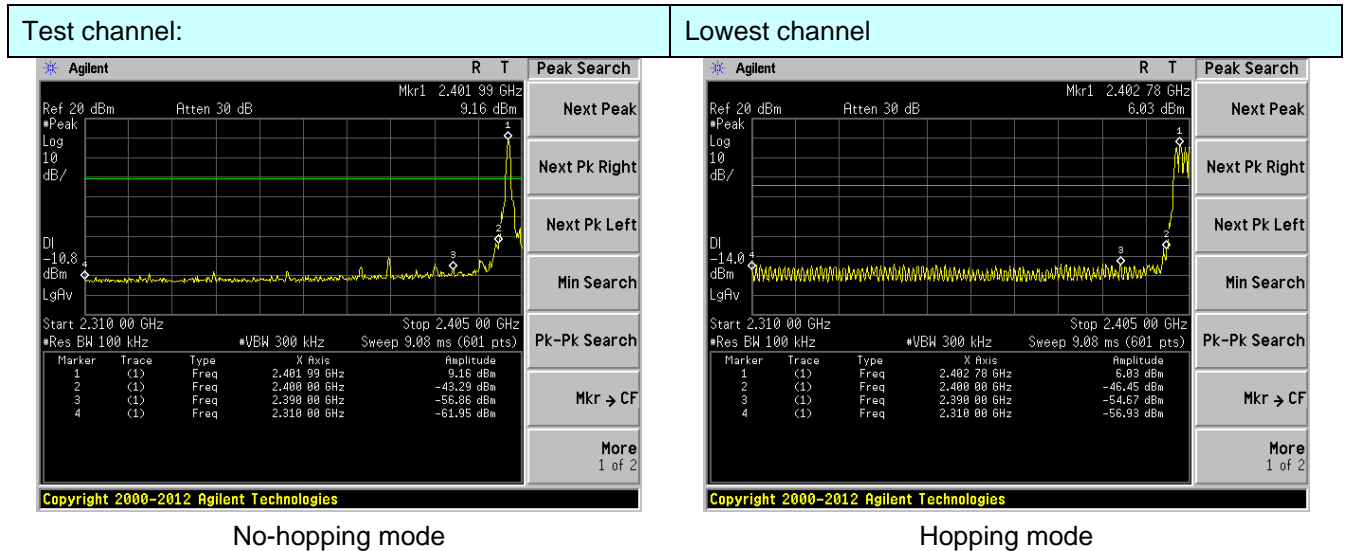 Test channel: Lowest channel
Agilent R T Peak Search
Mkr1 2.401 99 GHz
Ref 20 dBm Atten 30 dB 9.16 dBm
#Peak
Log
10
dB/
DI
-10.8
dBm
LgAv
1
2
3
4
Start 2.310 00 GHz Stop 2.405 00 GHz
#Res BW 100 kHz #VBW 300 kHz Sweep 9.08 ms (601 pts)
Marker Trace Type X Axis Amplitude
1 (1) Freq 2.401 99 GHz 9.16 dBm
2 (1) Freq 2.400 00 GHz -43.29 dBm
3 (1) Freq 2.390 00 GHz -56.86 dBm
4 (1) Freq 2.310 00 GHz -61.95 dBm
Next Peak
Next Pk Right
Next Pk Left
Min Search
Pk-Pk Search
Mkr → CF
More
1 of 2
Copyright 2000-2012 Agilent Technologies
No-hopping mode
Agilent R T Peak Search
Mkr1 2.402 78 GHz
Ref 20 dBm Atten 30 dB 6.03 dBm
#Peak
Log
10
dB/
DI
-14.0
dBm
LgAv
1
2
3
4
Start 2.310 00 GHz Stop 2.405 00 GHz
#Res BW 100 kHz #VBW 300 kHz Sweep 9.08 ms (601 pts)
Marker Trace Type X Axis Amplitude
1 (1) Freq 2.402 78 GHz 6.03 dBm
2 (1) Freq 2.400 00 GHz -46.45 dBm
3 (1) Freq 2.390 00 GHz -54.67 dBm
4 (1) Freq 2.310 00 GHz -56.93 dBm
Next Peak
Next Pk Right
Next Pk Left
Min Search
Pk-Pk Search
Mkr → CF
More
1 of 2
Copyright 2000-2012 Agilent Technologies
Hopping mode